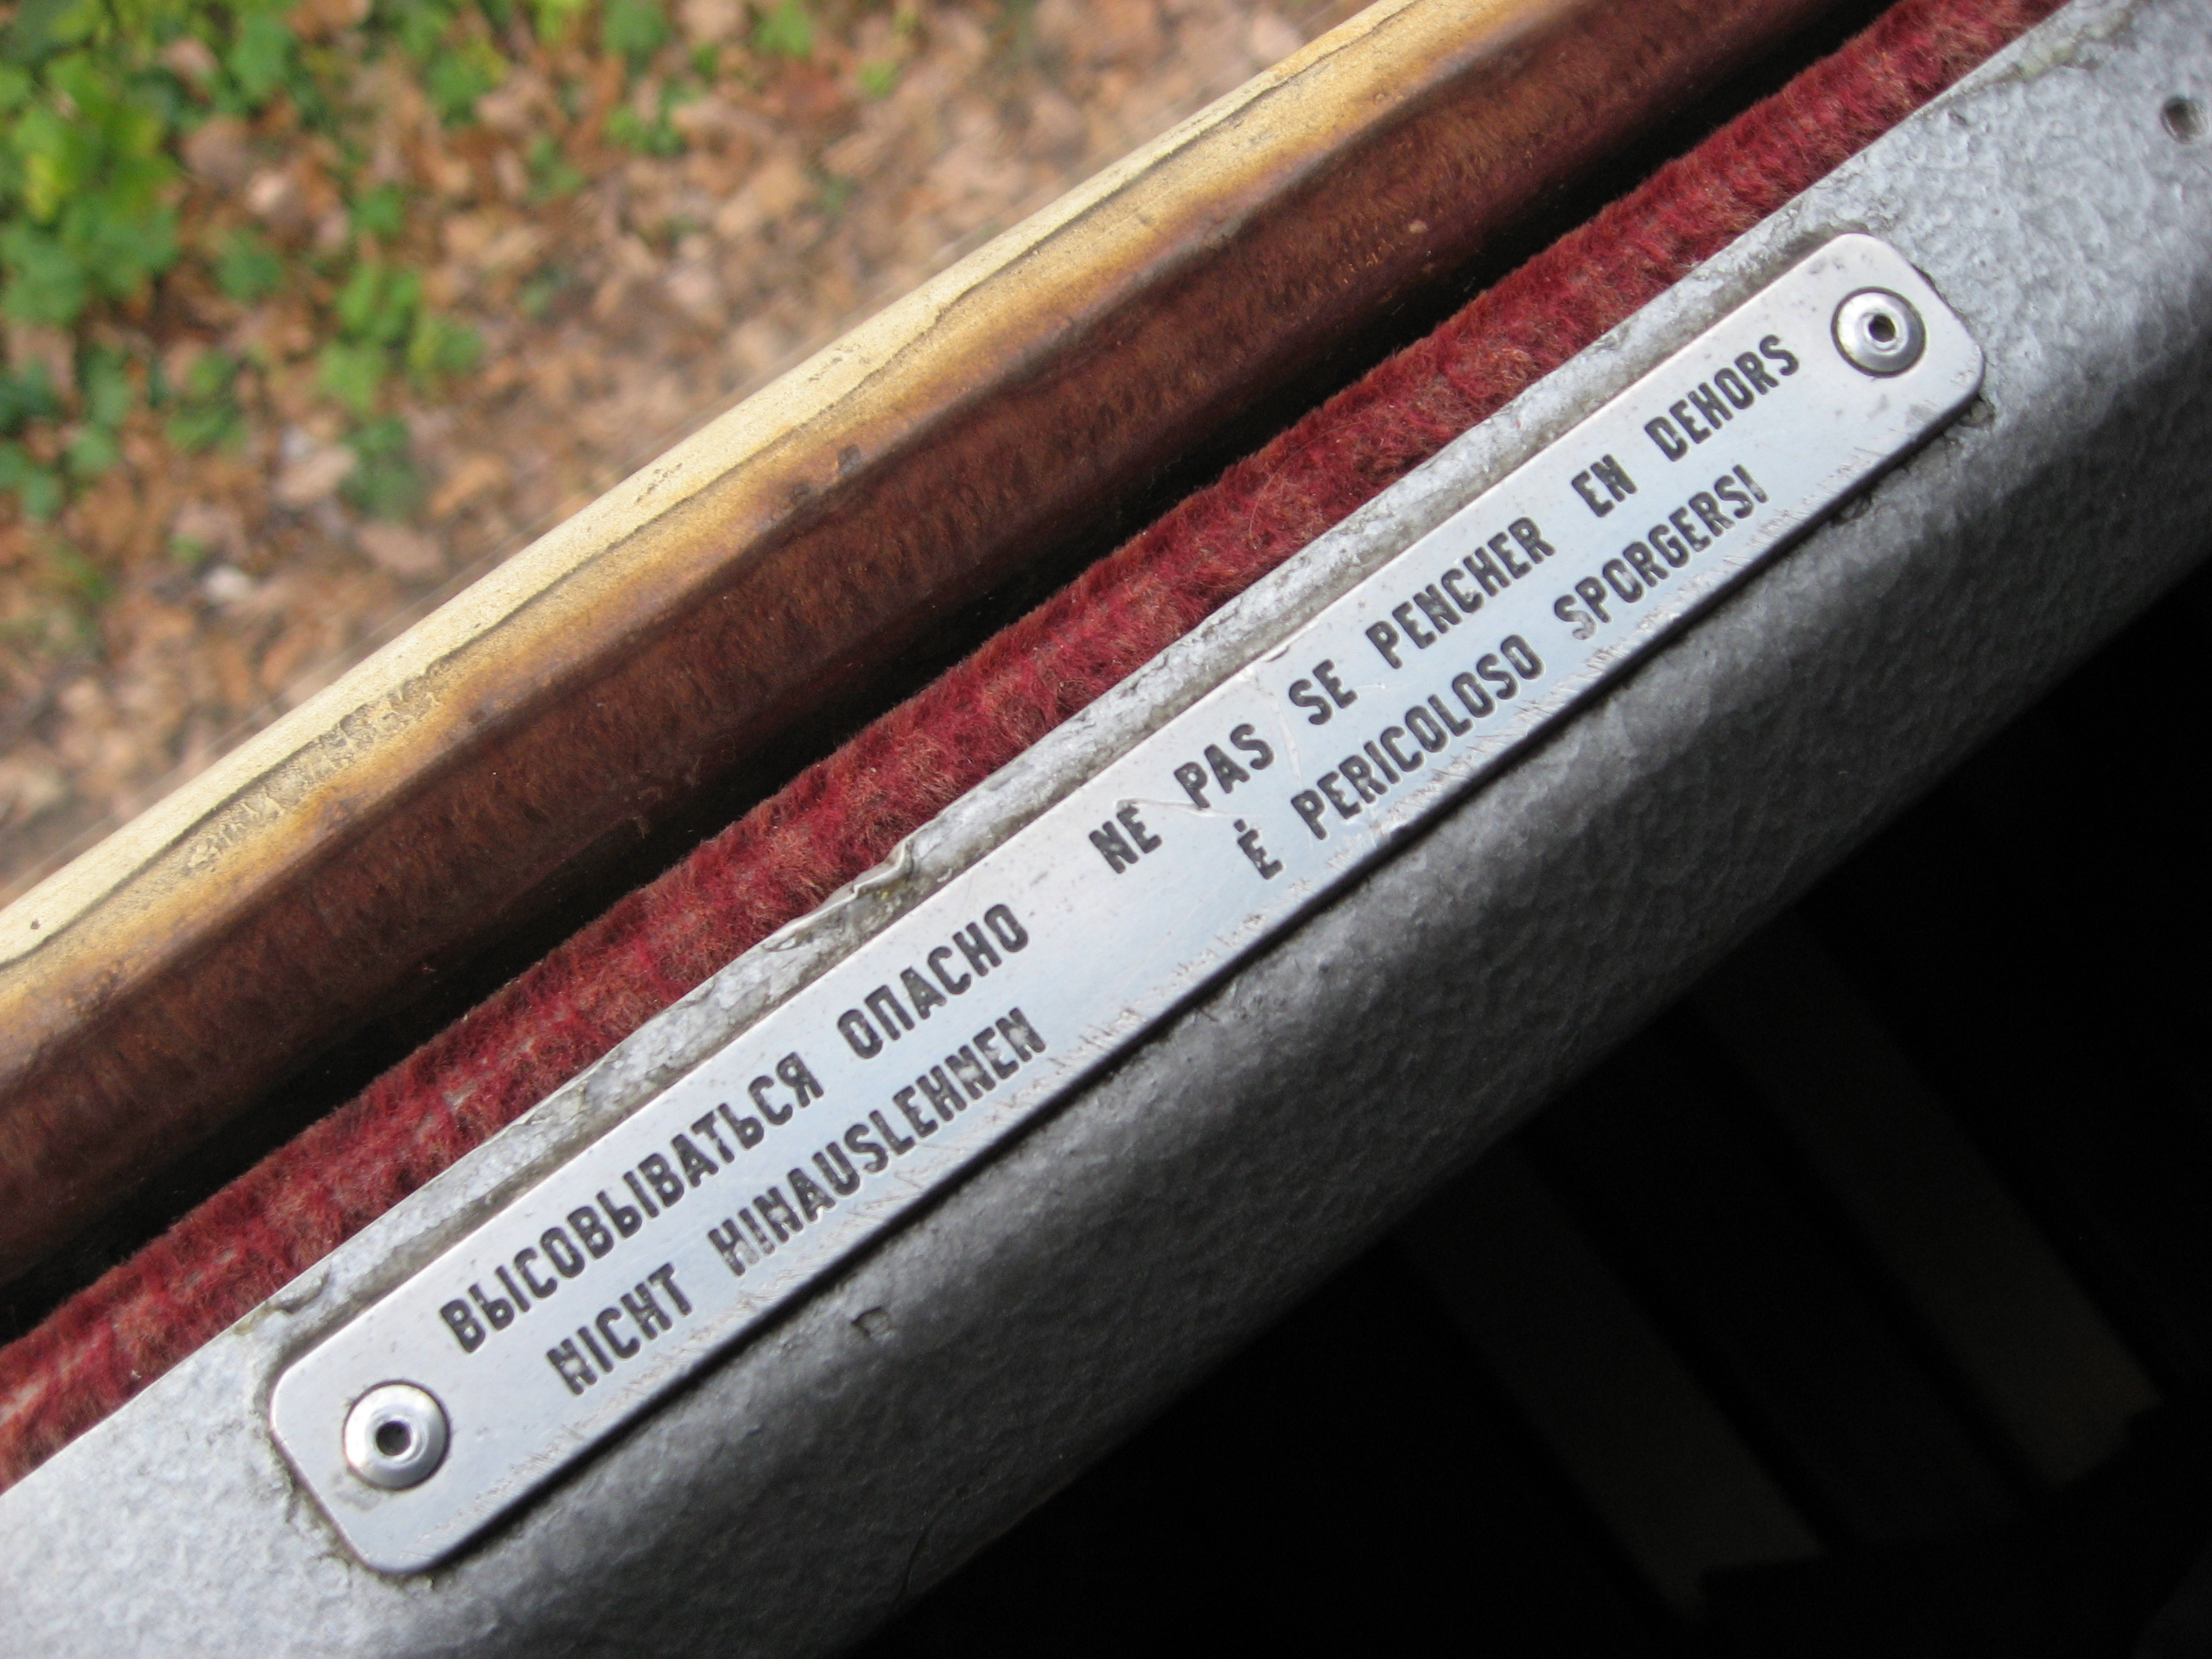 ВЫСОВЫВАТЬСЯ ОПАСНО NE PAS SE PENCHER EN DEHORS
NICHT HINAUSLEHNEN Ė PERICOLOSO SPORGERSI